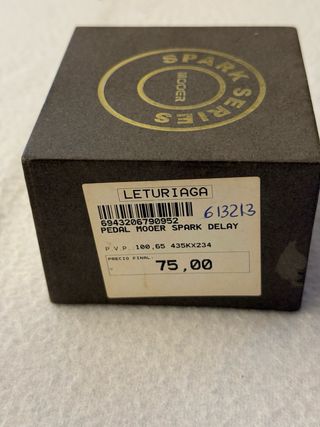 SPARK SERIES
MOOER
LETURIAGA
6943206790952
613213
PEDAL MOOER SPARK DELAY
P.V.P. 100,65 435KX234
PRECIO FINAL:
75,00